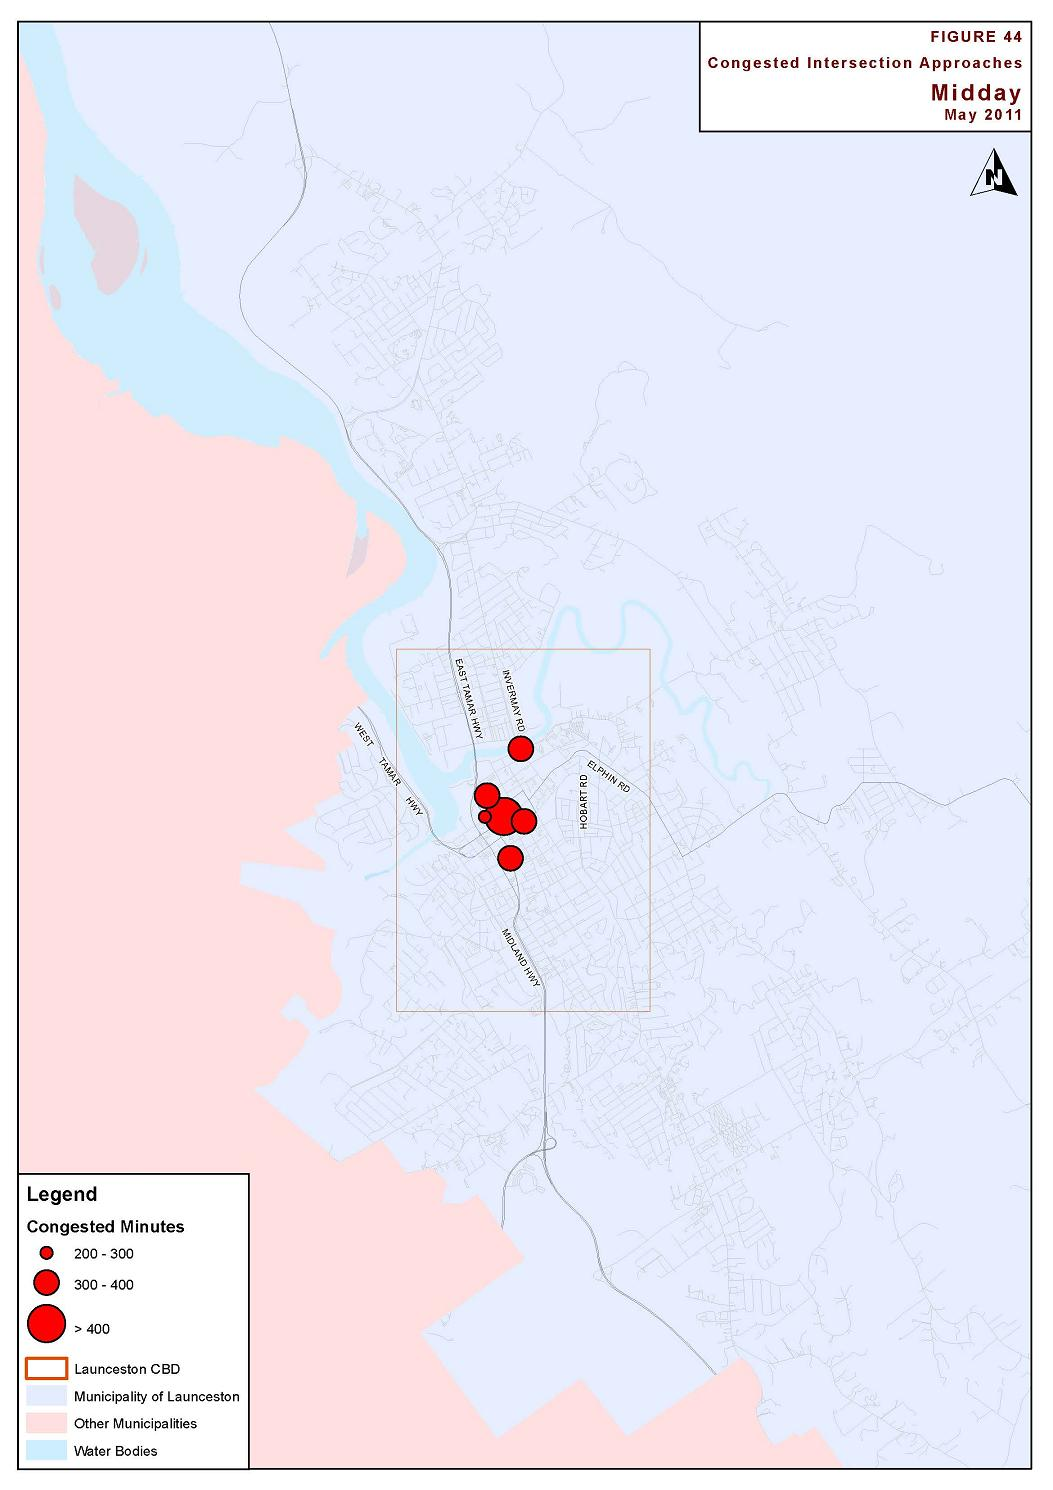 FIGURE 44
Congested Intersection Approaches
Midday
May 2011
N
EAST TAMAR HWY
INVERMAY RD
WEST TAMAR HWY
ELPHIN RD
HOBART RD
MIDLAND HWY
Legend
Congested Minutes
200 - 300
300 - 400
> 400
Launceston CBD
Municipality of Launceston
Other Municipalities
Water Bodies